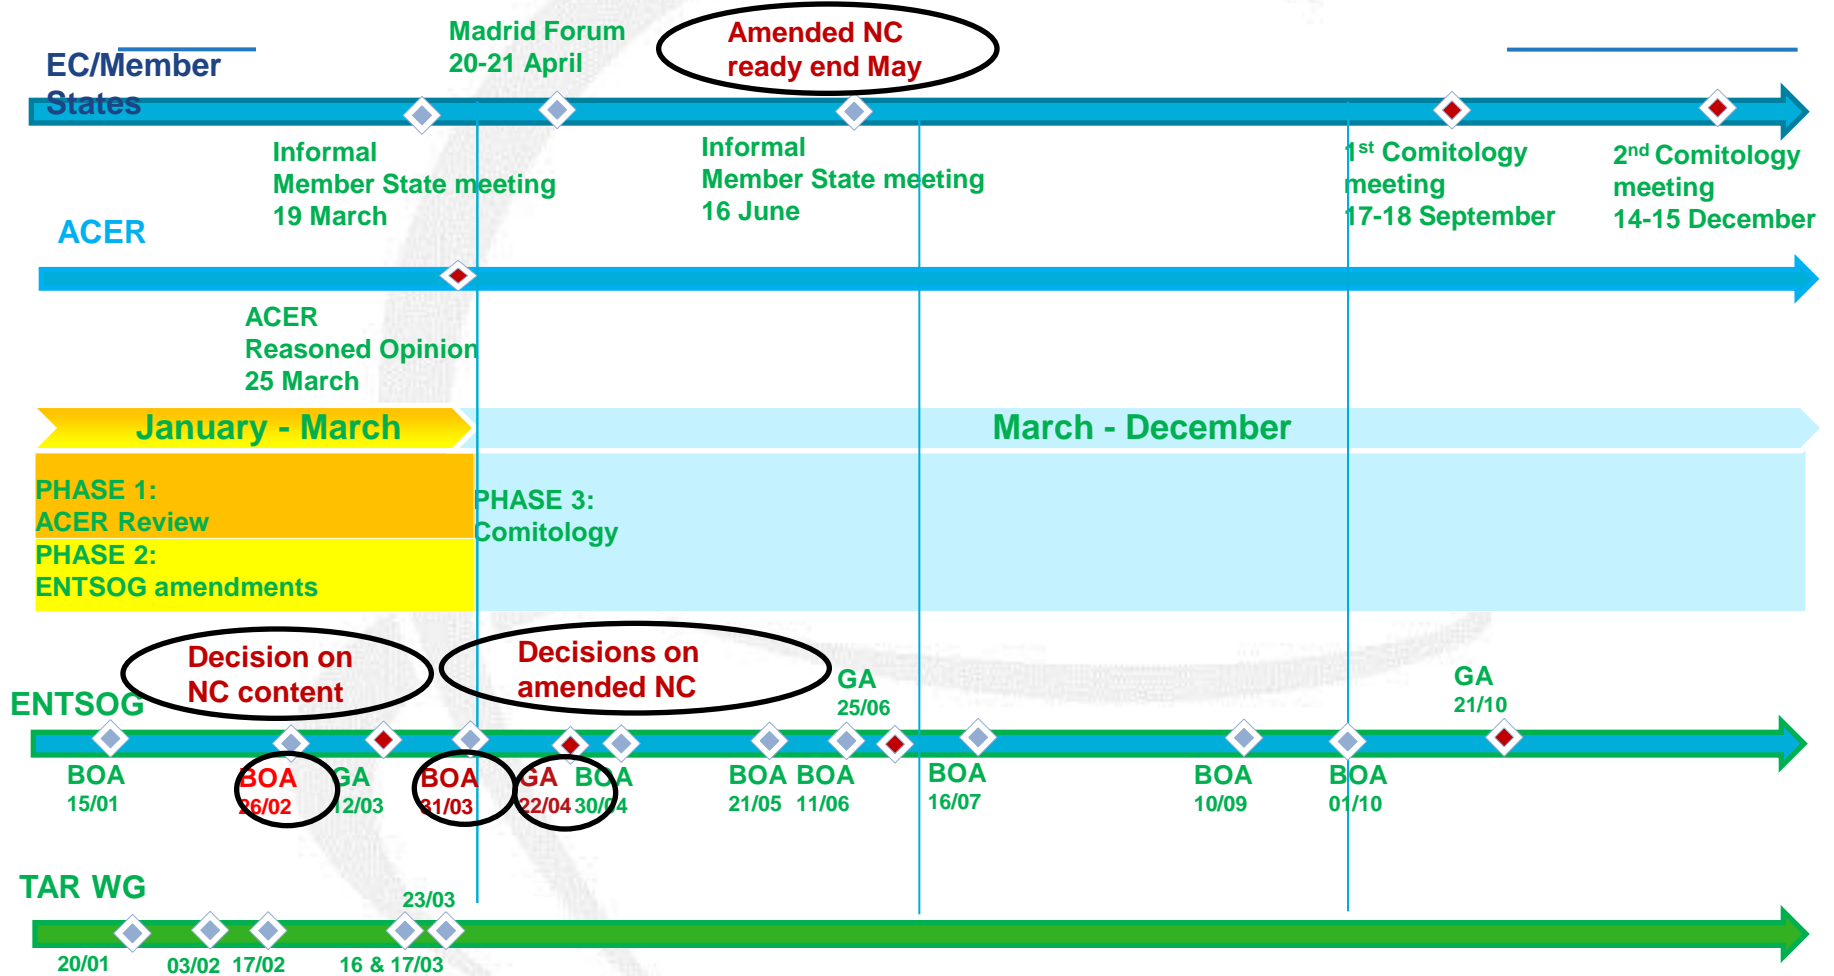 Madrid Forum
20-21 April
Amended NC
ready end May
EC/Member
States
Informal
Member State meeting
19 March
Informal
Member State meeting
16 June
1st Comitology
meeting
17-18 September
2nd Comitology
meeting
14-15 December
ACER
ACER
Reasoned Opinion
25 March
January - March
March - December
PHASE 1:
ACER Review
PHASE 2:
ENTSOG amendments
PHASE 3:
Comitology
Decision on
NC content
Decisions on
amended NC
GA
25/06
GA
21/10
ENTSOG
BOA
15/01
BOA
26/02
GA
12/03
BOA
31/03
GA
22/04
BOA
30/04
BOA
21/05
BOA
11/06
BOA
16/07
BOA
10/09
BOA
01/10
TAR WG
23/03
20/01
03/02
17/02
16 & 17/03